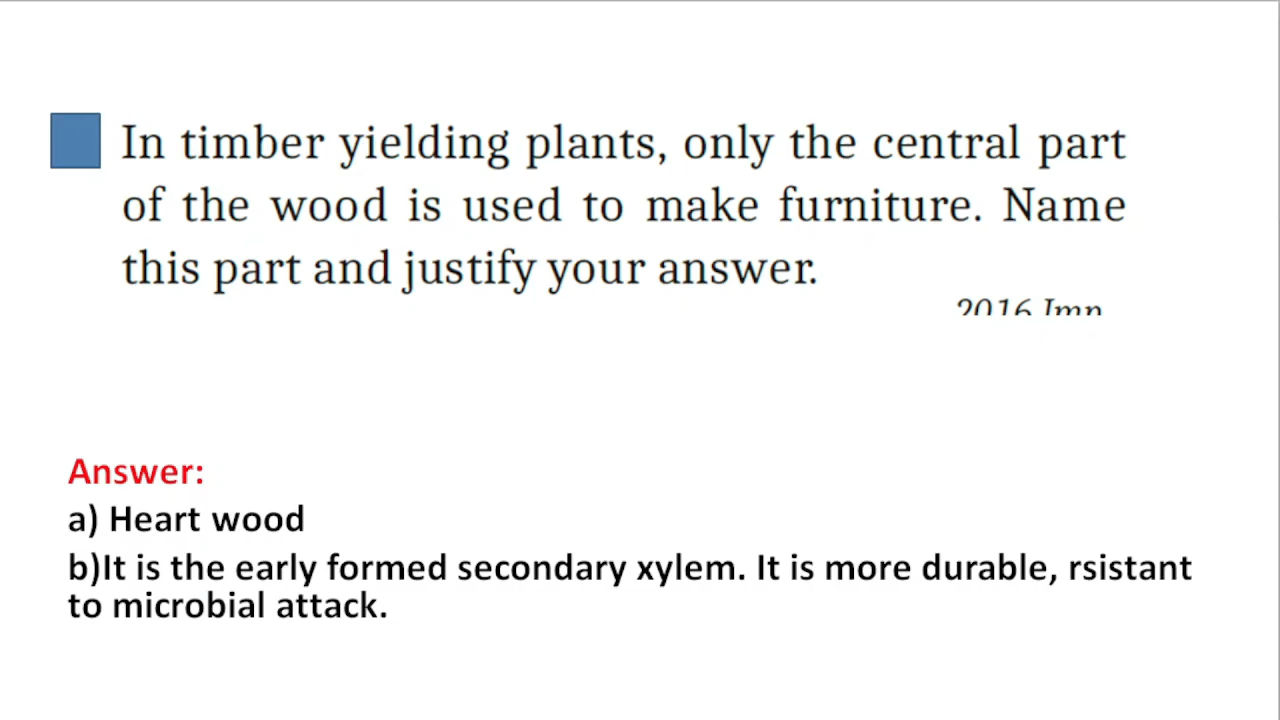 In timber yielding plants, only the central part
of the wood is used to make furniture. Name
this part and justify your answer.
2016 Imp
Answer:
a) Heart wood
b)It is the early formed secondary xylem. It is more durable, rsistant
to microbial attack.